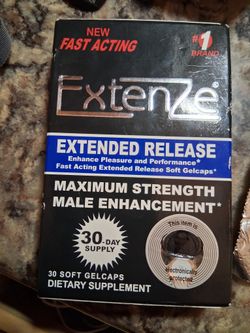 NEW
FAST ACTING
#1
BRAND
ExtenZe®
EXTENDED RELEASE
Enhance Pleasure and Performance*
Fast Acting Extended Release Soft Gelcaps*
MAXIMUM STRENGTH
MALE ENHANCEMENT*
30-DAY
SUPPLY
This item is
electronically
protected
30 SOFT GELCAPS
DIETARY SUPPLEMENT